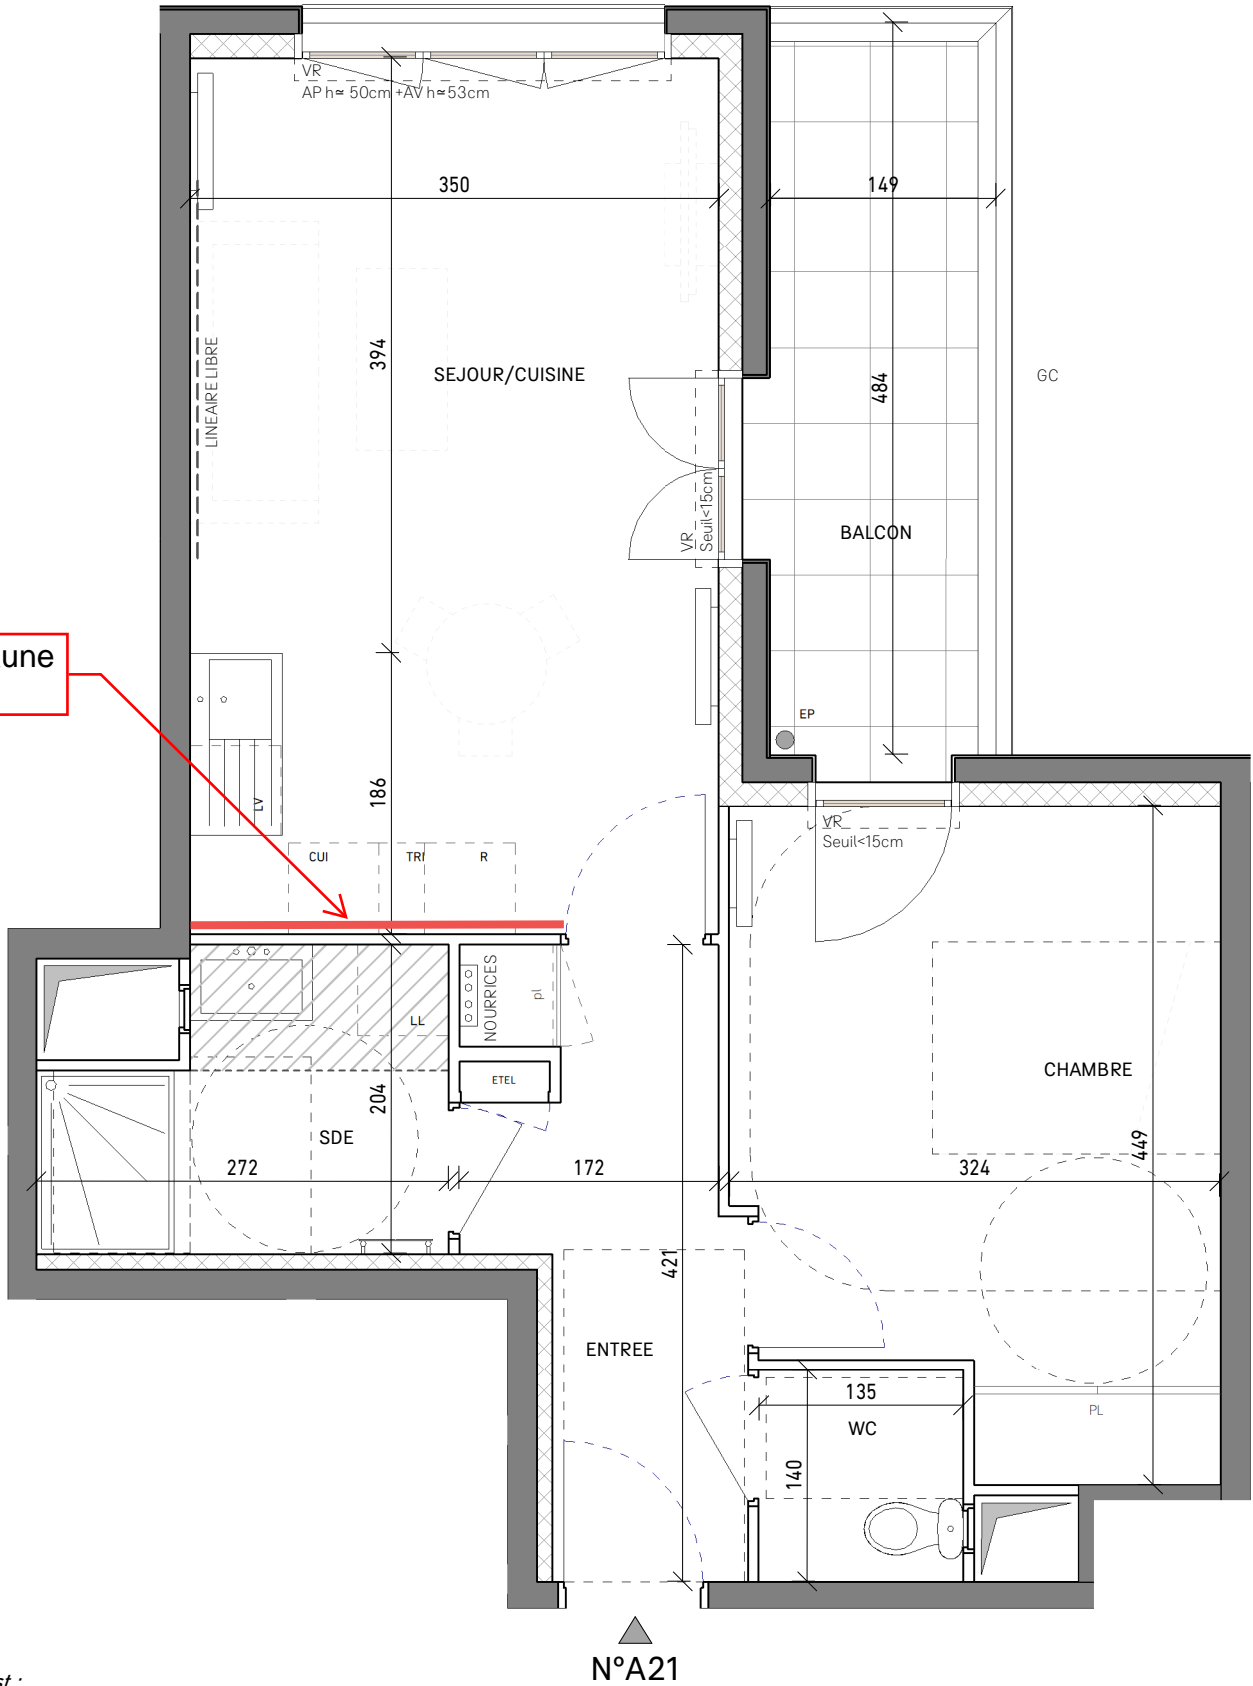 VR
AP h≃ 50cm +AV h≃53cm
350
149
394
LINEAIRE LIBRE
SEJOUR/CUISINE
484
GC
VR
Seuil<15cm
BALCON
une
EP
186
LV
VR
Seuil<15cm
CUI
TRI
R
NOURRICES
pl
LL
ETEL
CHAMBRE
204
SDE
449
272
172
324
421
ENTREE
135
WC
PL
140
N°A21
st :